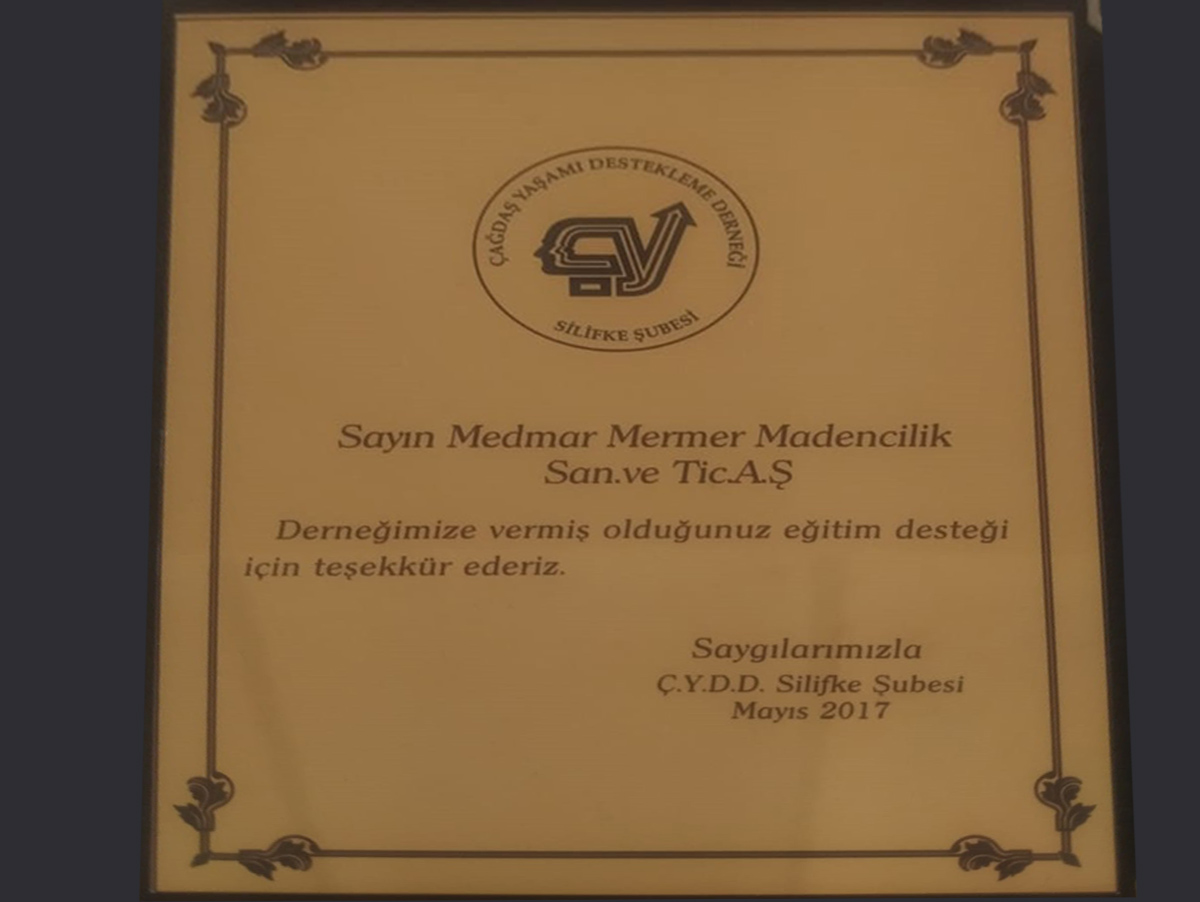 ÇAĞDAŞ YAŞAMI DESTEKLEME DERNEĞİ
ÇY
SİLİFKE ŞUBESİ
Sayın Medmar Mermer Madencilik
San.ve Tic.A.Ş
Derneğimize vermiş olduğunuz eğitim desteği
için teşekkür ederiz.
Saygılarımızla
Ç.Y.D.D. Silifke Şubesi
Mayıs 2017